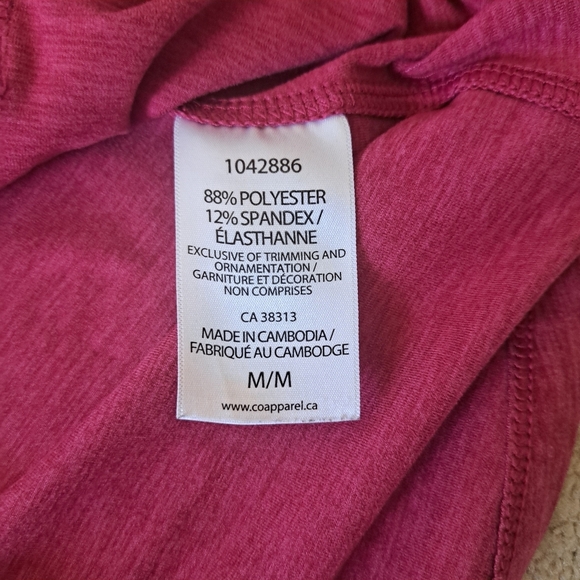 1042886
88% POLYESTER
12% SPANDEX /
ÉLASTHANNE
EXCLUSIVE OF TRIMMING AND
ORNAMENTATION /
GARNITURE ET DÉCORATION
NON COMPRISES
CA 38313
MADE IN CAMBODIA /
FABRIQUÉ AU CAMBODGE
M/M
www.coapparel.ca